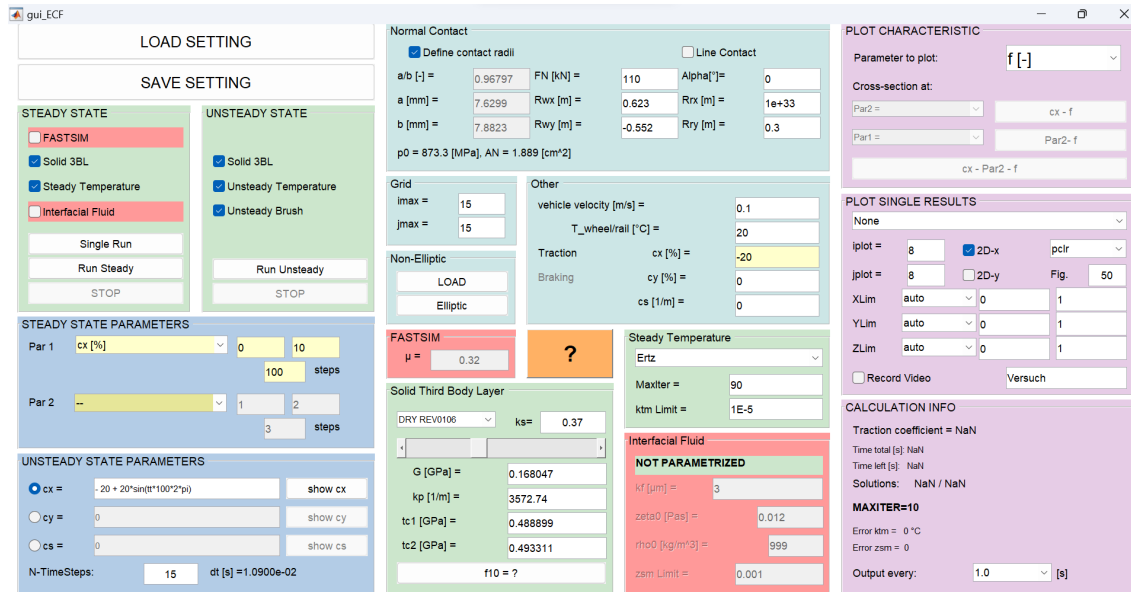 gui_ECF
LOAD SETTING
SAVE SETTING
STEADY STATE
FASTSIM
Solid 3BL
Steady Temperature
Interfacial Fluid
Single Run
Run Steady
STOP
UNSTEADY STATE
Solid 3BL
Unsteady Temperature
Unsteady Brush
Run Unsteady
STOP
STEADY STATE PARAMETERS
Par 1 cx [%] 0 10
100 steps
Par 2 -- 1 2
3 steps
UNSTEADY STATE PARAMETERS
cx = - 20 + 20*sin(tt*100*2*pi) show cx
cy = 0 show cy
cs = 0 show cs
N-TimeSteps: 15 dt [s] =1.0900e-02
Normal Contact
Define contact radii Line Contact
a/b [-] = 0.96797 FN [kN] = 110 Alpha[°]= 0
a [mm] = 7.6299 Rwx [m] = 0.623 Rrx [m] = 1e+33
b [mm] = 7.8823 Rwy [m] = -0.552 Rry [m] = 0.3
p0 = 873.3 [MPa], AN = 1.889 [cm^2]
Grid
imax = 15
jmax = 15
Other
vehicle velocity [m/s] = 0.1
T_wheel/rail [°C] = 20
Traction cx [%] = -20
Braking cy [%] = 0
cs [1/m] = 0
Non-Elliptic
LOAD
Elliptic
FASTSIM
μ = 0.32
?
Steady Temperature
Ertz
MaxIter = 90
ktm Limit = 1E-5
Solid Third Body Layer
DRY REV0106 ks= 0.37
G [GPa] = 0.168047
kp [1/m] = 3572.74
tc1 [GPa] = 0.488899
tc2 [GPa] = 0.493311
f10 = ?
Interfacial Fluid
NOT PARAMETRIZED
kf [μm] = 3
zeta0 [Pas] = 0.012
rho0 [kg/m^3] = 999
zsm Limit = 0.001
PLOT CHARACTERISTIC
Parameter to plot: f [-]
Cross-section at:
Par2 = cx - f
Par1 = Par2- f
cx - Par2 - f
PLOT SINGLE RESULTS
None
iplot = 8 2D-x pclr
jplot = 8 2D-y Fig. 50
XLim auto 0 1
YLim auto 0 1
ZLim auto 0 1
Record Video Versuch
CALCULATION INFO
Traction coefficient = NaN
Time total [s]: NaN
Time left [s]: NaN
Solutions: NaN / NaN
MAXITER=10
Error ktm = 0 °C
Error zsm = 0
Output every: 1.0 [s]